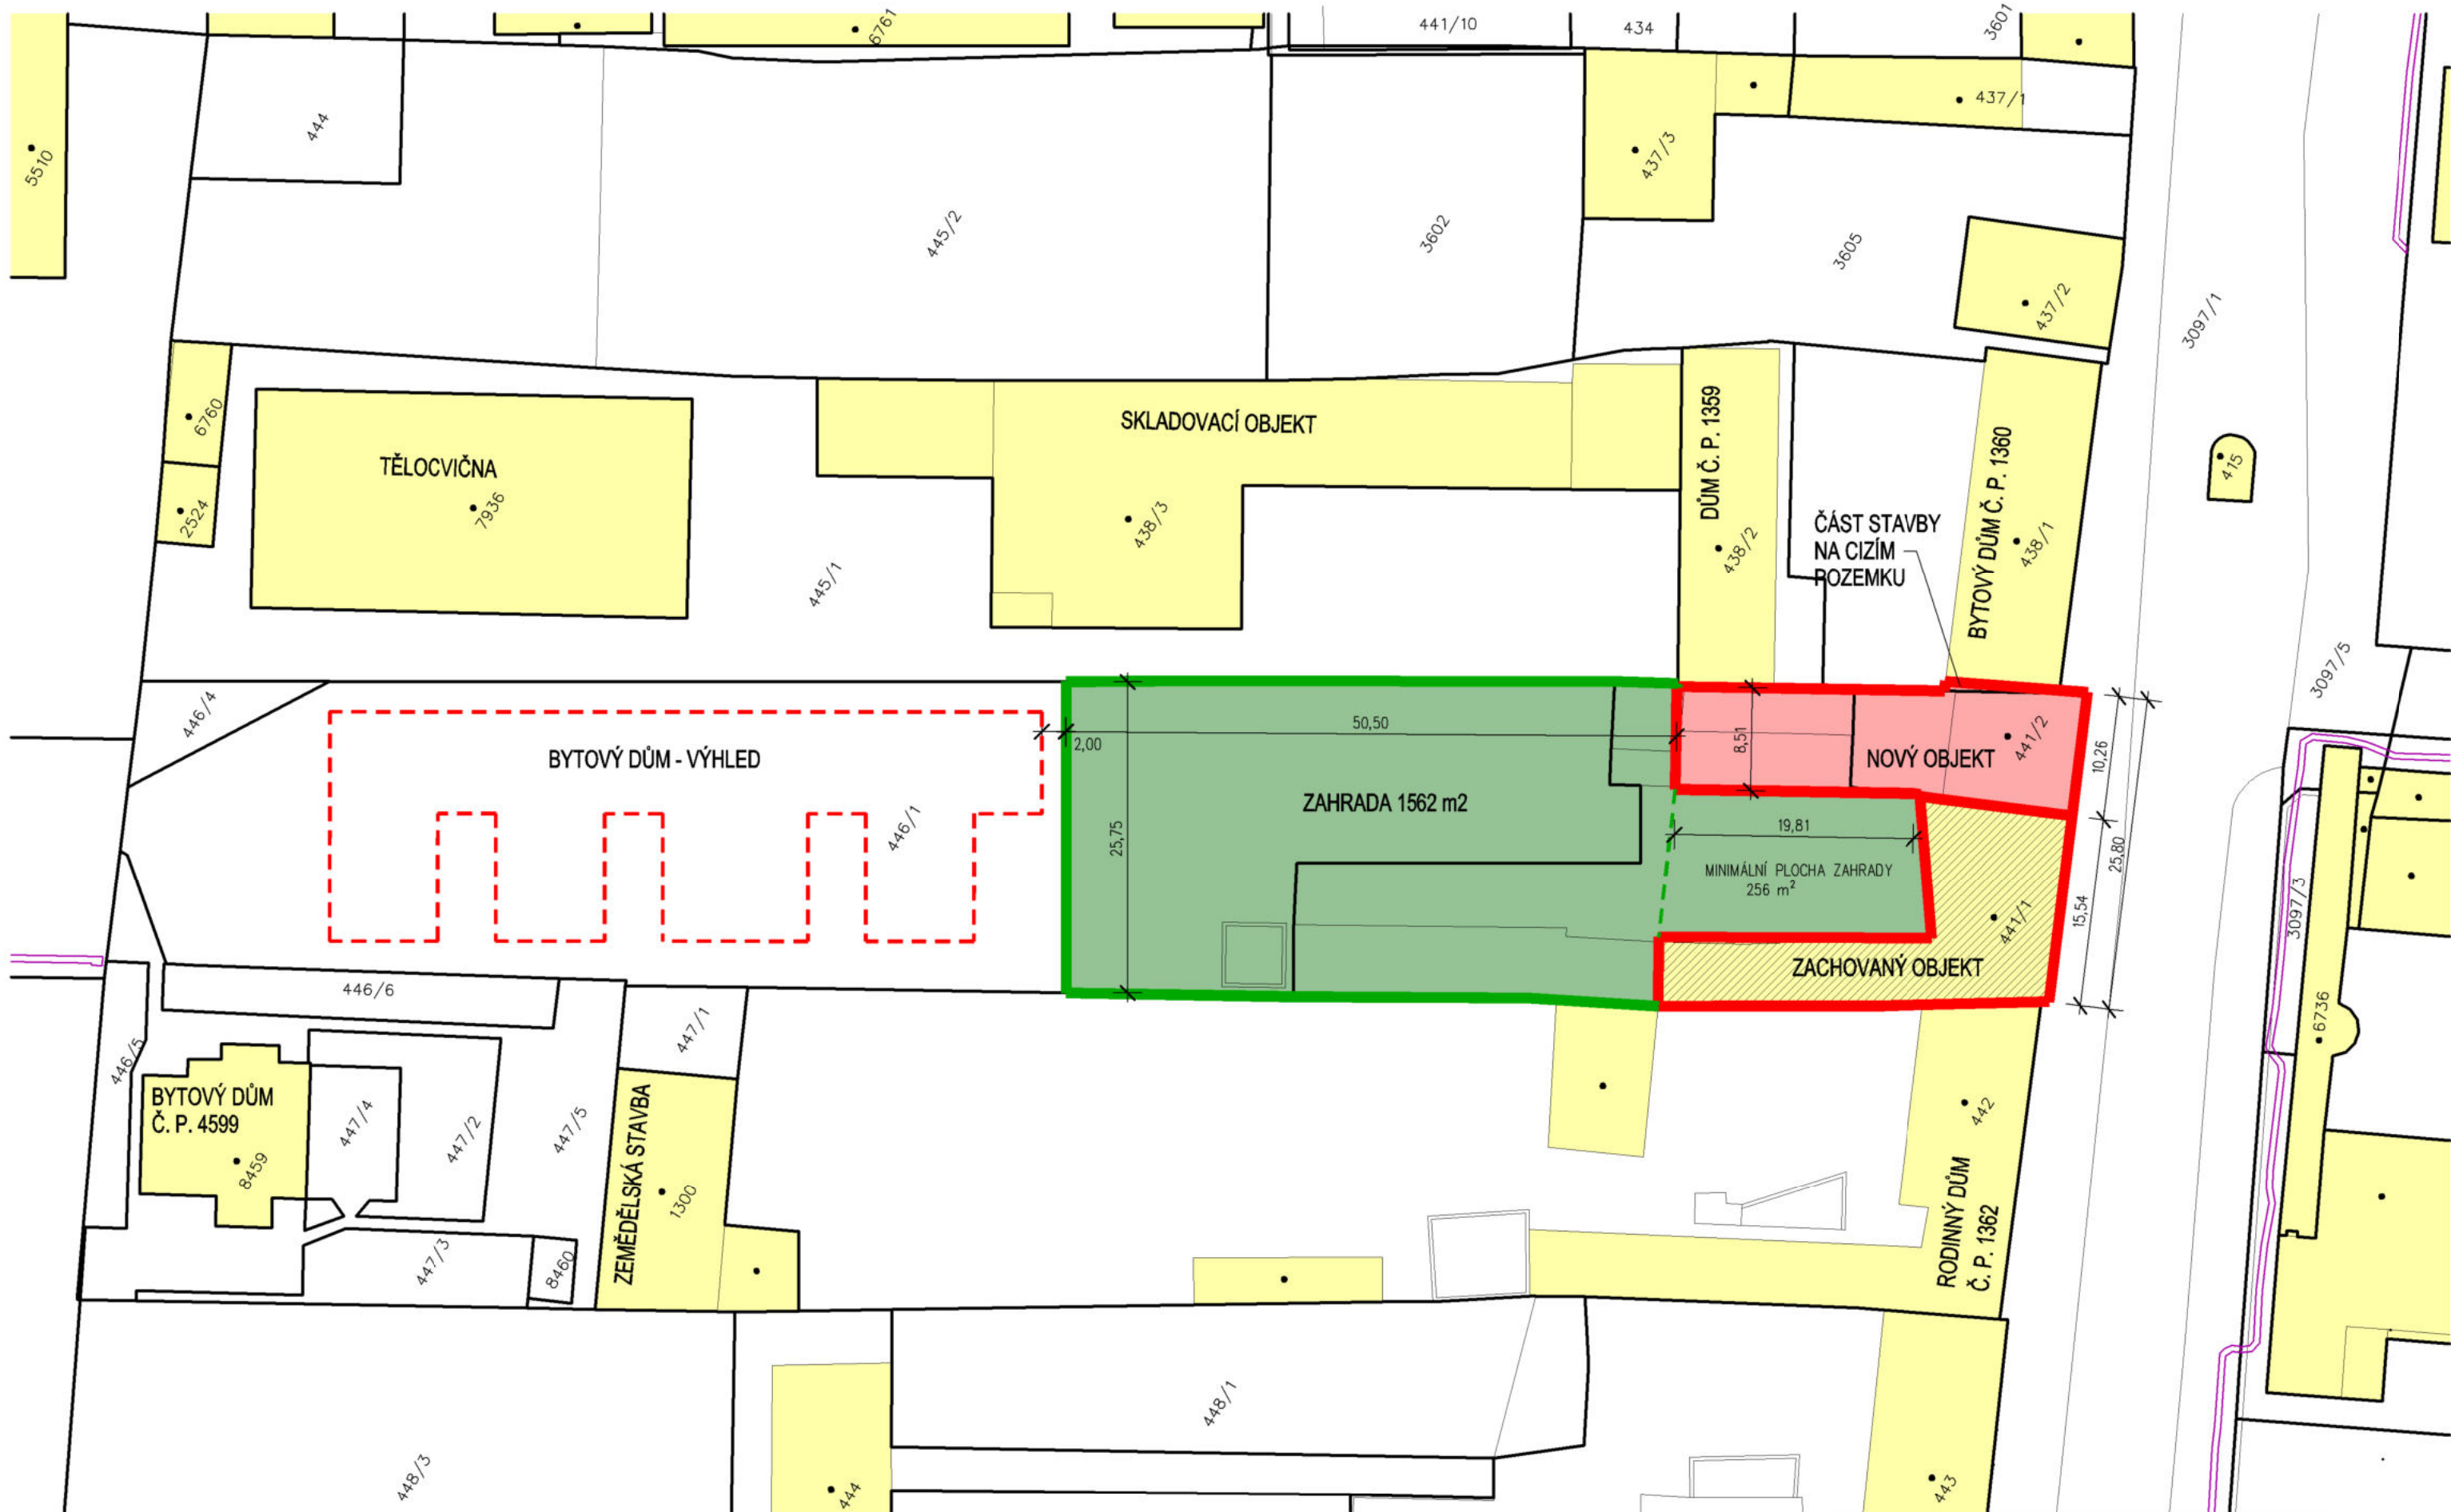 6761
441/10
434
3601
5510
444
437/1
437/3
445/2
3602
3605
437/2
3097/1
6760
2524
TĚLOCVIČNA
7936
SKLADOVACÍ OBJEKT
438/3
445/1
DŮM Č. P. 1359
438/2
BYTOVÝ DŮM Č. P. 1360
438/1
415
ČÁST STAVBY
NA CIZÍM
POZEMKU
3097/5
446/4
BYTOVÝ DŮM - VÝHLED
446/1
2,00
50,50
25,75
ZAHRADA 1562 m2
8,51
NOVÝ OBJEKT
441/2
10,26
25,80
15,54
19,81
MINIMÁLNÍ PLOCHA ZAHRADY
256 m²
441/1
ZACHOVANÝ OBJEKT
3097/3
6736
446/6
446/5
447/1
BYTOVÝ DŮM
Č. P. 4599
8459
447/4
447/2
447/5
447/3
8460
ZEMĚDĚLSKÁ STAVBA
1300
442
RODINNÝ DŮM
Č. P. 1362
448/1
448/3
444
443